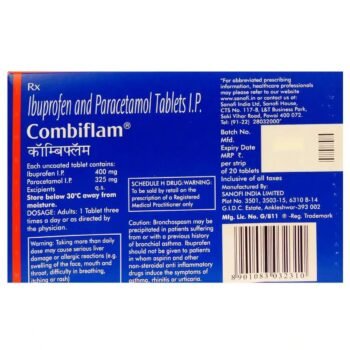 Rx
Ibuprofen and Paracetamol Tablets I.P.
Combiflam®
कॉम्बिफ्लॅम
Each uncoated tablet contains:
Ibuprofen I.P. 400 mg
Paracetamol I.P. 325 mg
Excipients q.s.
Store below 30°C away from
moisture.
DOSAGE: Adults: 1 Tablet three
times a day or as directed by
the physician.
Warning: Taking more than daily
dose may cause serious liver
damage or allergic reactions (e.g.
swelling of the face, mouth and
throat, difficulty in breathing,
itching or rash)
SCHEDULE H DRUG:WARNING:
To be sold by retail on the
prescription of a Registered
Medical Practitioner only
Caution: Bronchospasm may be
precipitated in patients suffering
from or with a previous history
of bronchial asthma. Ibuprofen
should not be given to patients
in whom aspirin and other
non-steroidal anti inflammatory
drugs induce the symptoms of
asthma, rhinitis or urticaria.
*For abbreviated prescribing
information, healthcare professionals
may please visit us at
www.sanofi.in or write to us at
Sanofi India Ltd, Sanofi House,
CTS No. 117-B, L&T Business Park,
Saki Vihar Road, Powai 400 072.
Tel: (91-22) 28032000"
Batch No.
Mfd.
Expiry Date
MRP ₹.
per strip
of 20 tablets
Inclusive of all taxes
Manufactured by:
SANOFI INDIA LIMITED
Plot No. 3501, 3503-15, 6310 B-14
G.I.D.C. Estate, Ankleshwar-393 002
Mfg. Lic. No. G/811 ® -Reg. Trademark
8901083032310